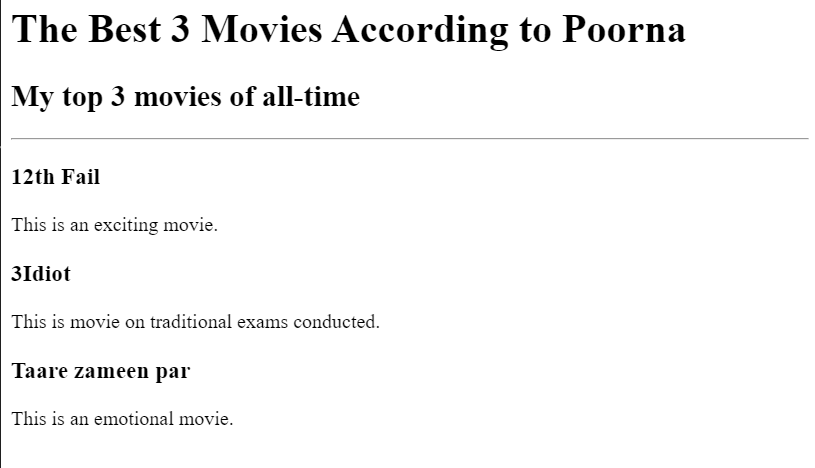 The Best 3 Movies According to Poorna
My top 3 movies of all-time
12th Fail
This is an exciting movie.
3Idiot
This is movie on traditional exams conducted.
Taare zameen par
This is an emotional movie.